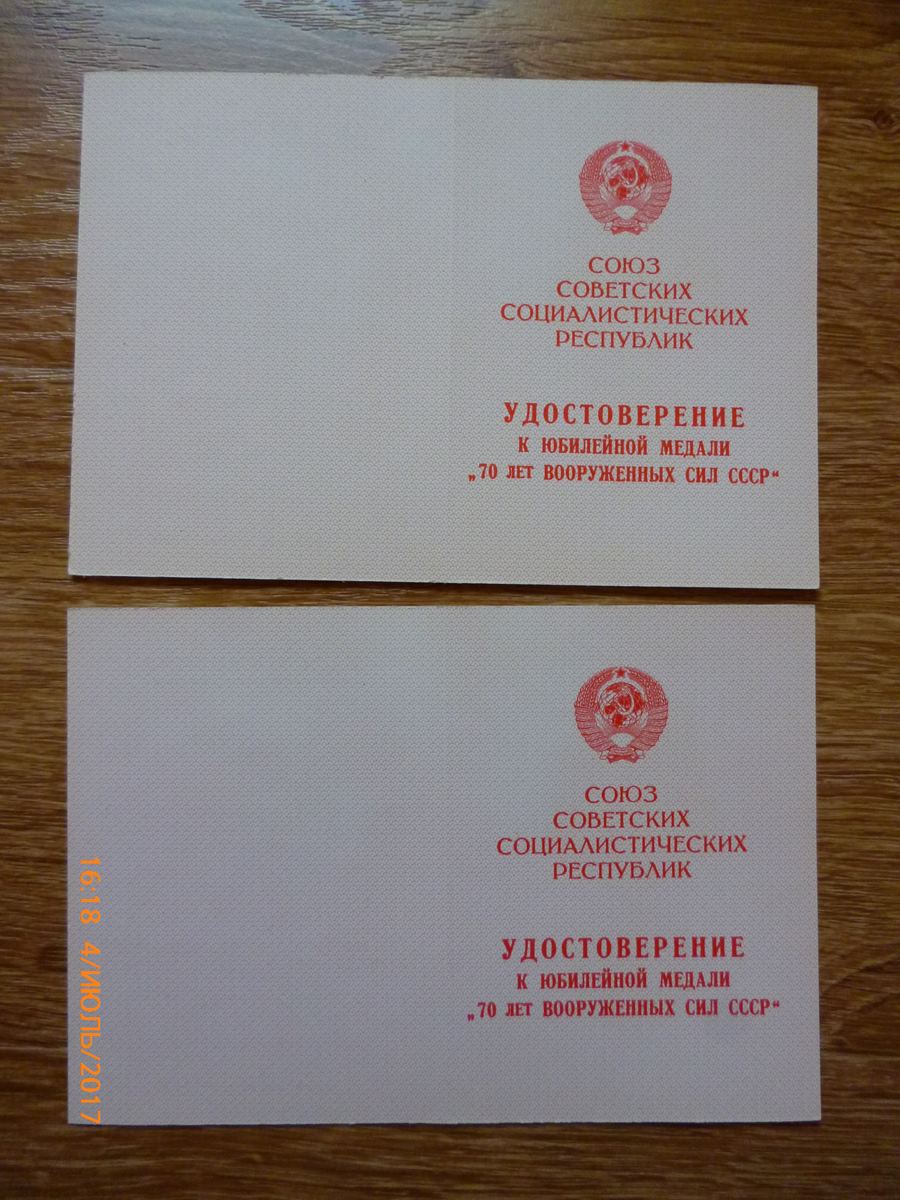 СОЮЗ
СОВЕТСКИХ
СОЦИАЛИСТИЧЕСКИХ
РЕСПУБЛИК
УДОСТОВЕРЕНИЕ
К ЮБИЛЕЙНОЙ МЕДАЛИ
„70 ЛЕТ ВООРУЖЕННЫХ СИЛ СССР“
СОЮЗ
СОВЕТСКИХ
СОЦИАЛИСТИЧЕСКИХ
РЕСПУБЛИК
УДОСТОВЕРЕНИЕ
К ЮБИЛЕЙНОЙ МЕДАЛИ
„70 ЛЕТ ВООРУЖЕННЫХ СИЛ СССР“
16:18 4/ИЮЛЬ/2017